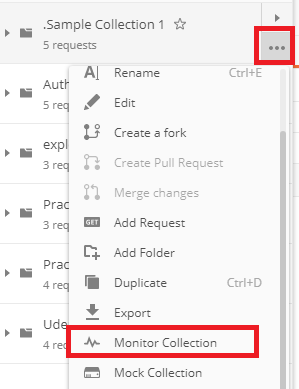 .Sample Collection 1
5 requests
Rename Ctrl+E
Auth
5 req
Edit
Create a fork
expl
3 req
Create Pull Request
Merge changes
Prac
3 req
GET Add Request
Add Folder
Prac
4 req
Duplicate Ctrl+D
Export
Ude
4 req
Monitor Collection
Mock Collection